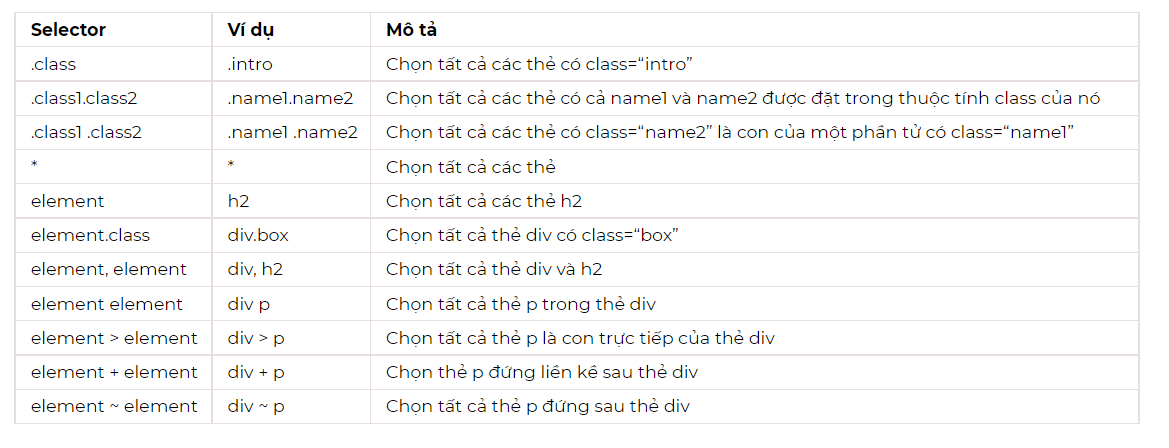 Selector Ví dụ Mô tả
.class .intro Chọn tất cả các thẻ có class=“intro”
.class1.class2 .name1.name2 Chọn tất cả các thẻ có cả name1 và name2 được đặt trong thuộc tính class của nó
.class1 .class2 .name1 .name2 Chọn tất cả các thẻ có class=“name2” là con của một phần tử có class=“name1”
* * Chọn tất cả các thẻ
element h2 Chọn tất cả các thẻ h2
element.class div.box Chọn tất cả thẻ div có class=“box”
element, element div, h2 Chọn tất cả thẻ div và h2
element element div p Chọn tất cả thẻ p trong thẻ div
element > element div > p Chọn tất cả thẻ p là con trực tiếp của thẻ div
element + element div + p Chọn thẻ p đứng liền kề sau thẻ div
element ~ element div ~ p Chọn tất cả thẻ p đứng sau thẻ div